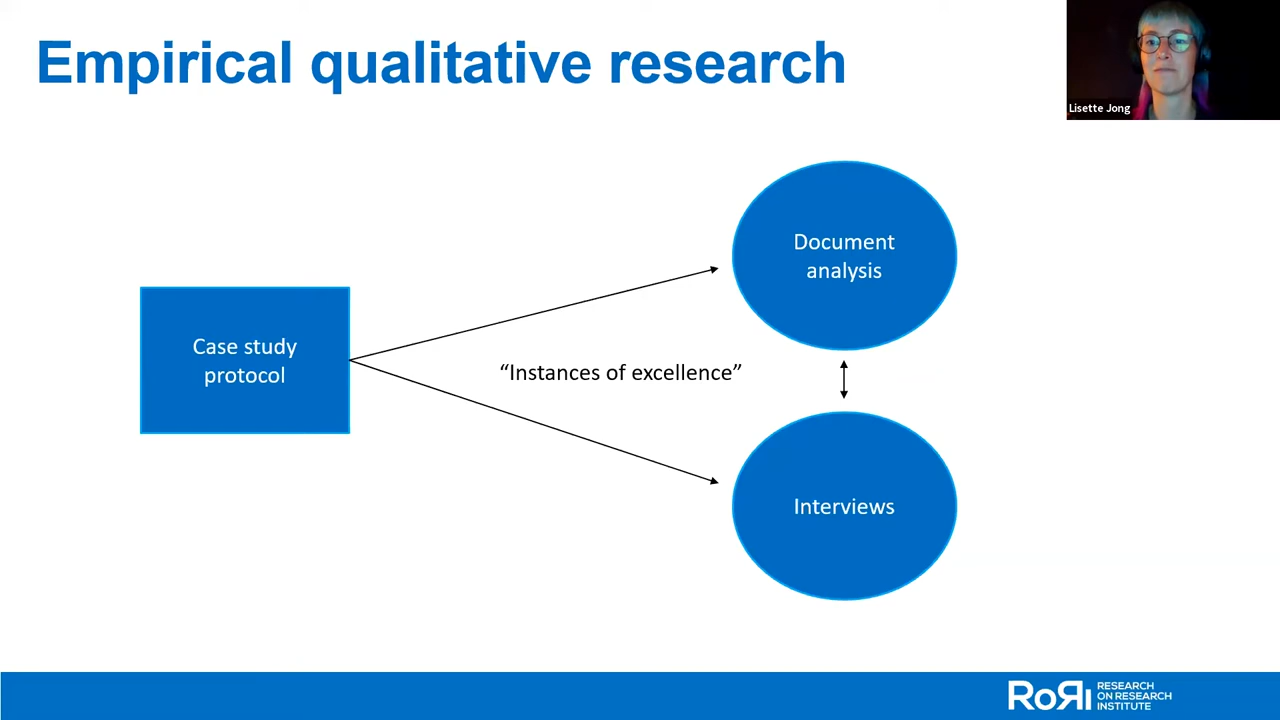 Empirical qualitative research
Lisette Jong
Document
analysis
Case study
protocol
“Instances of excellence”
Interviews
RoRI
RESEARCH
ON RESEARCH
INSTITUTE